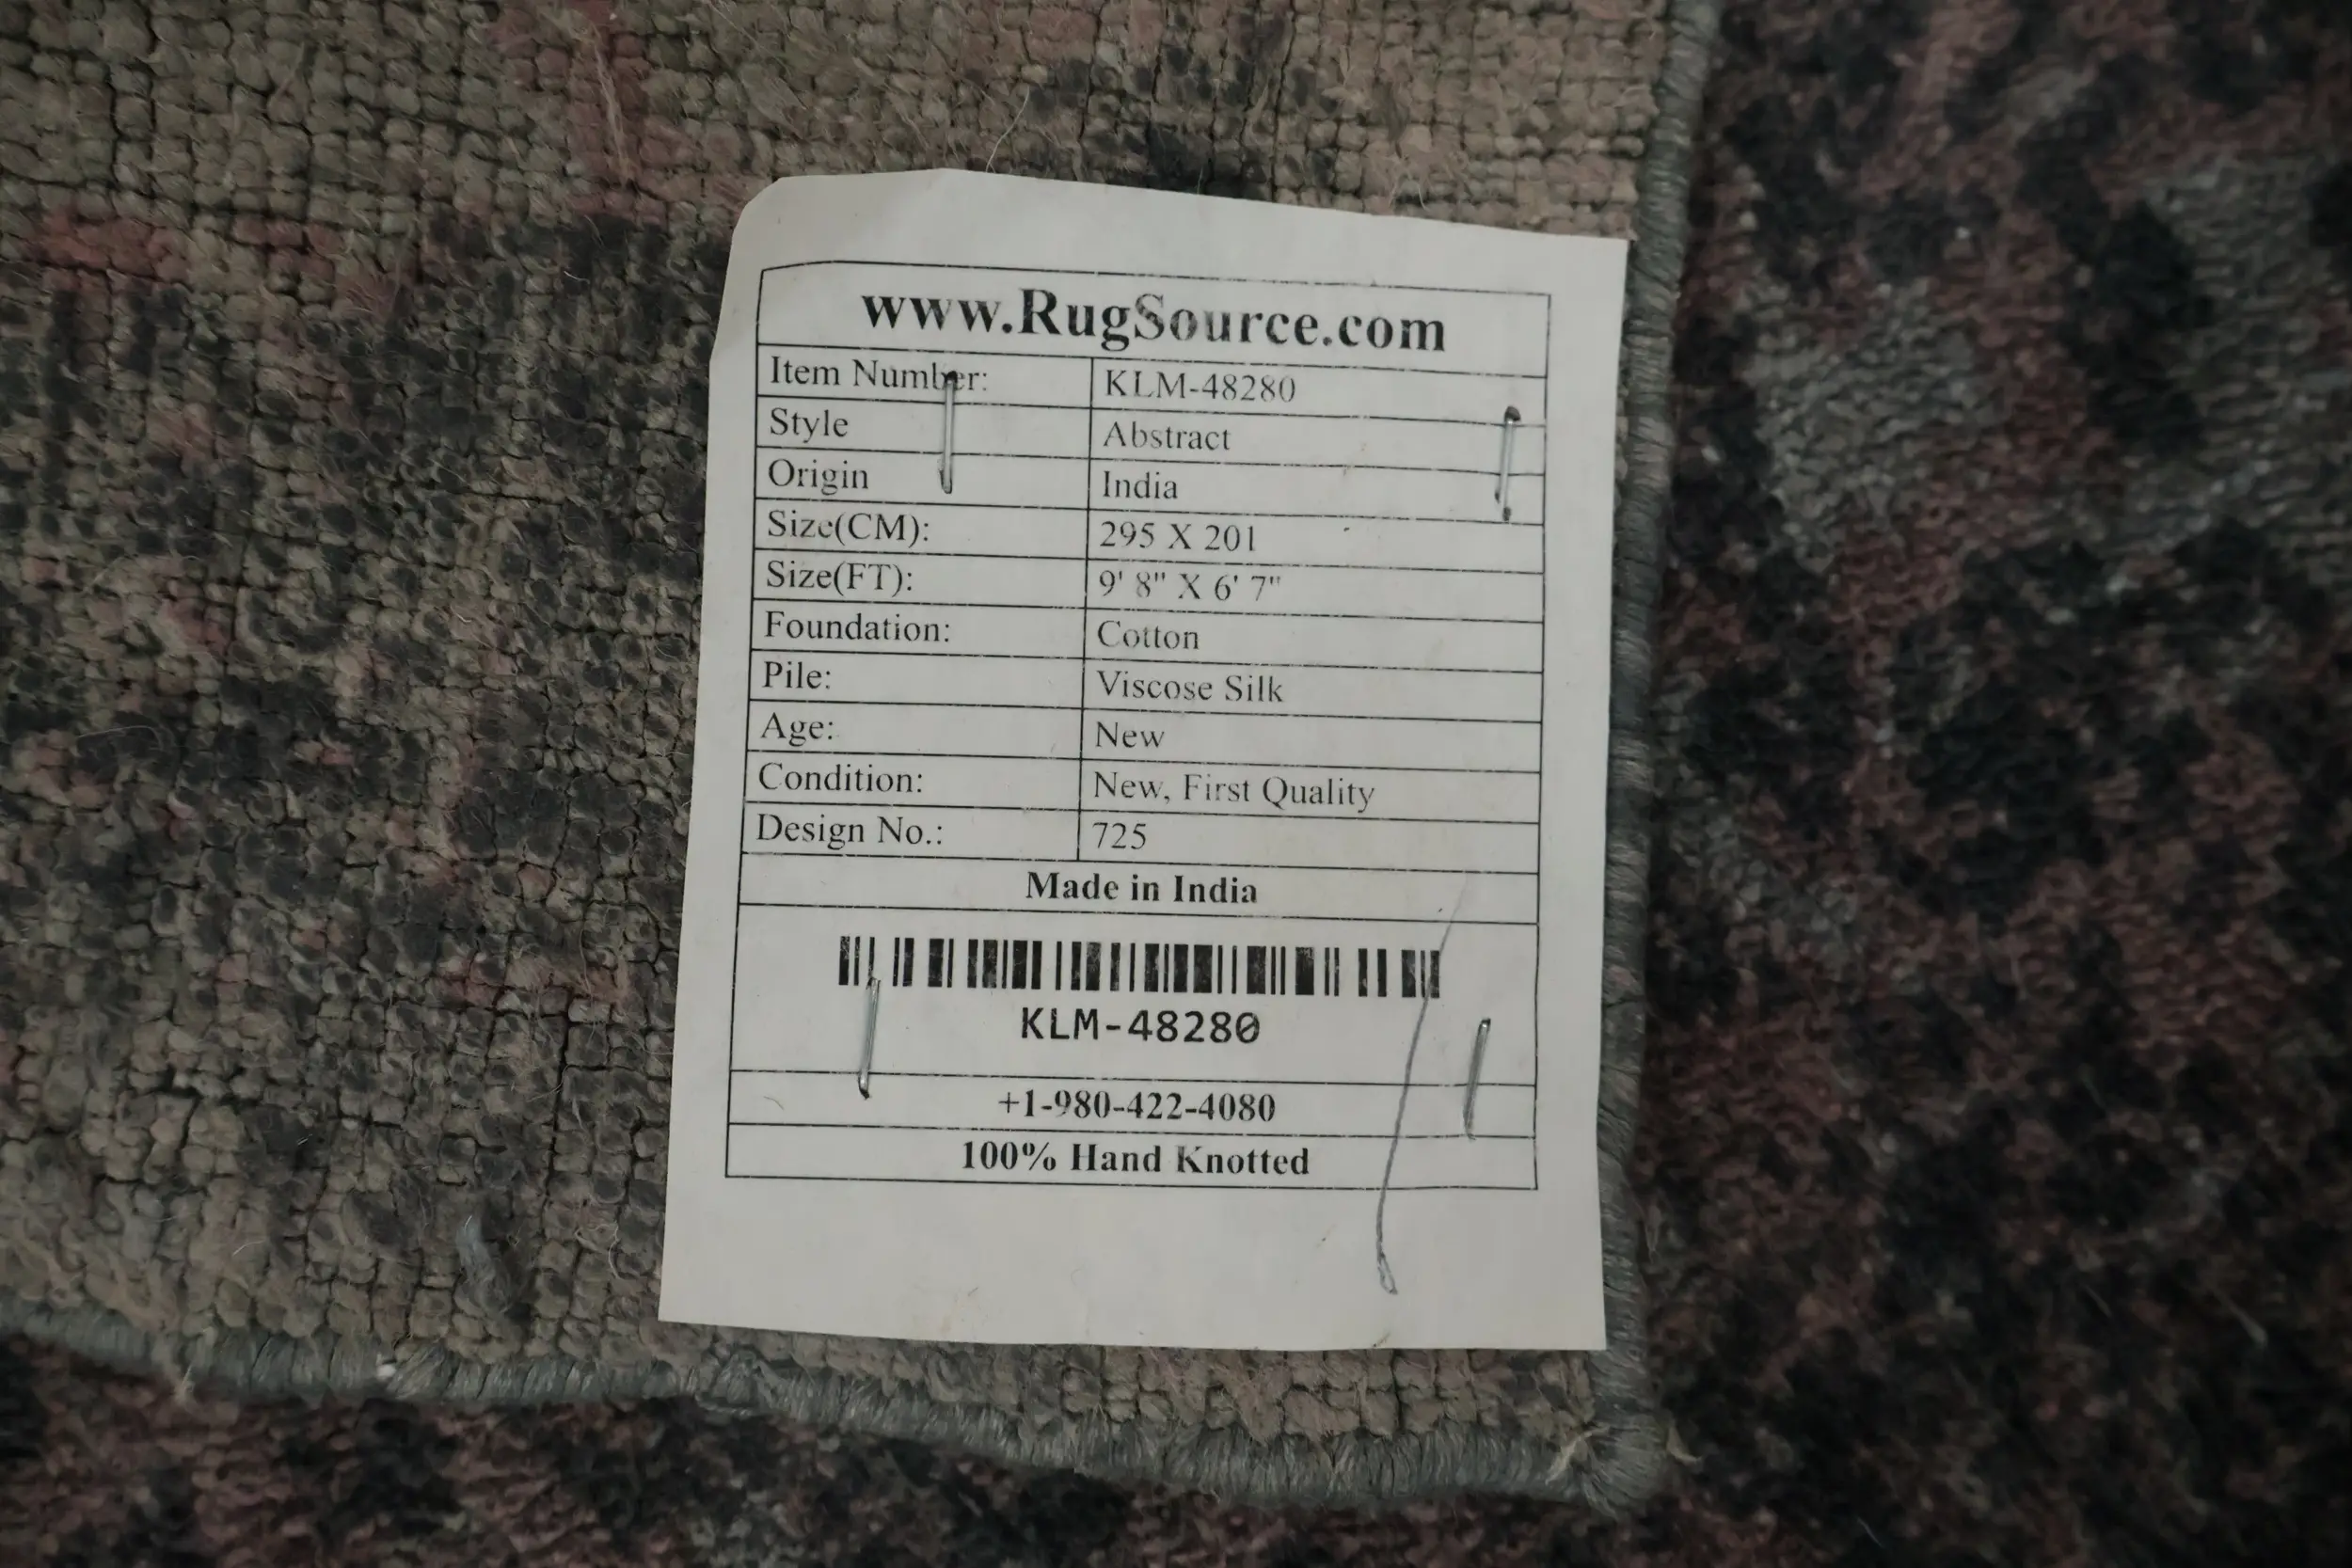 www.RugSource.com
Item Number: KLM-48280
Style Abstract
Origin India
Size(CM): 295 X 201
Size(FT): 9' 8" X 6' 7"
Foundation: Cotton
Pile: Viscose Silk
Age: New
Condition: New, First Quality
Design No.: 725
Made in India
KLM-48280
+1-980-422-4080
100% Hand Knotted